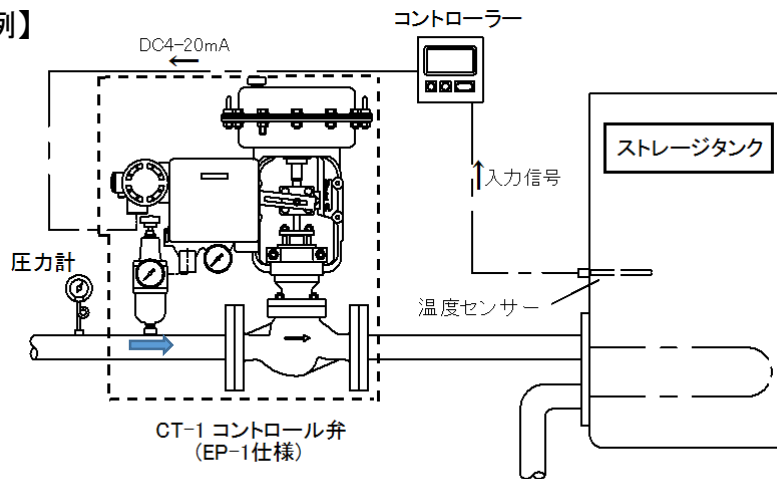 例】
コントローラー
DC4-20mA
ストレージタンク
入力信号
圧力計
温度センサー
CT-1 コントロール弁
(EP-1仕様)